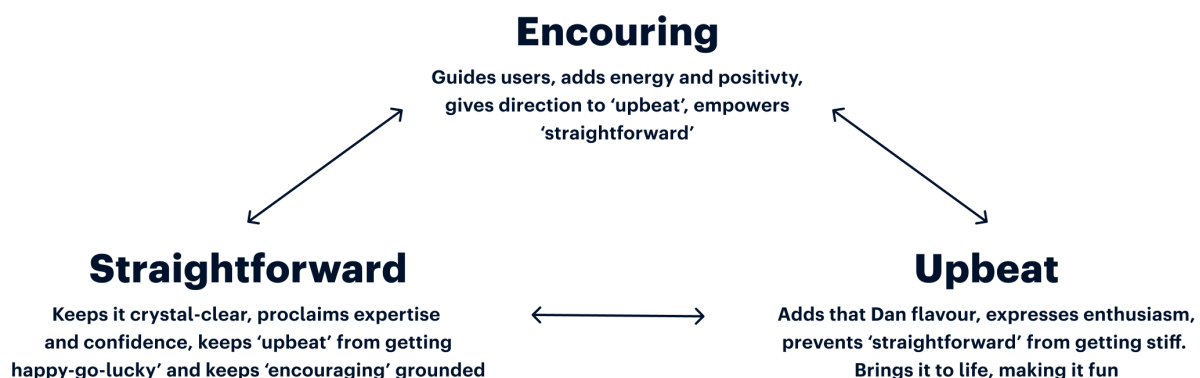 Encouring
Guides users, adds energy and positivty,
gives direction to ‘upbeat’, empowers
‘straightforward’
Straightforward
Keeps it crystal-clear, proclaims expertise
and confidence, keeps ‘upbeat’ from getting
happy-go-lucky’ and keeps ‘encouraging’ grounded
Upbeat
Adds that Dan flavour, expresses enthusiasm,
prevents ‘straightforward’ from getting stiff.
Brings it to life, making it fun